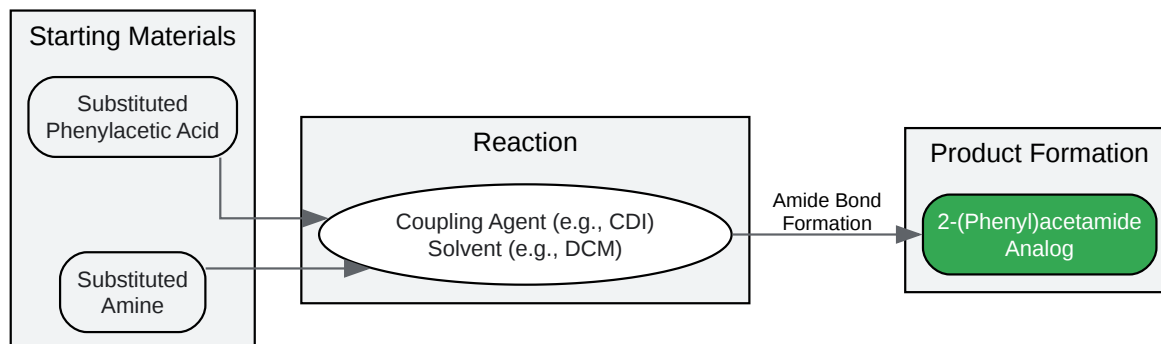 Starting Materials
Substituted
Phenylacetic Acid
Substituted
Amine
Reaction
Coupling Agent (e.g., CDI)
Solvent (e.g., DCM)
Amide Bond
Formation
Product Formation
2-(Phenyl)acetamide
Analog